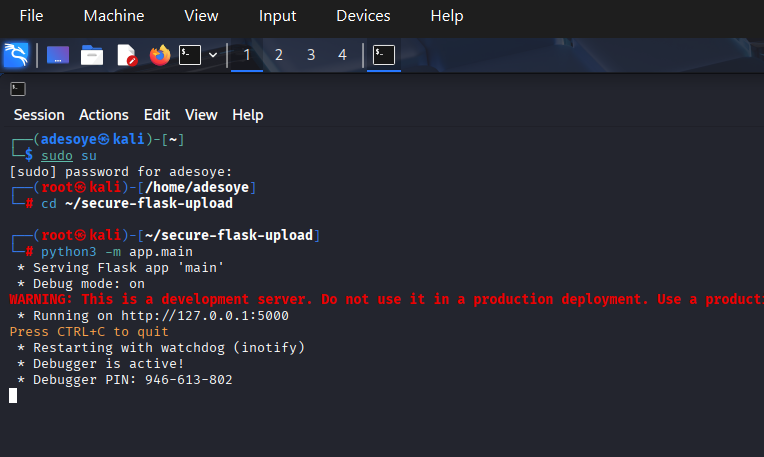 File Machine View Input Devices Help
1 2 3 4
Session Actions Edit View Help
┌──(adesoye㉿kali)-[~]
└─$ sudo su
[sudo] password for adesoye:
┌──(root㉿kali)-[/home/adesoye]
└─# cd ~/secure-flask-upload
┌──(root㉿kali)-[~/secure-flask-upload]
└─# python3 -m app.main
* Serving Flask app 'main'
* Debug mode: on
WARNING: This is a development server. Do not use it in a production deployment. Use a producti
* Running on http://127.0.0.1:5000
Press CTRL+C to quit
* Restarting with watchdog (inotify)
* Debugger is active!
* Debugger PIN: 946-613-802